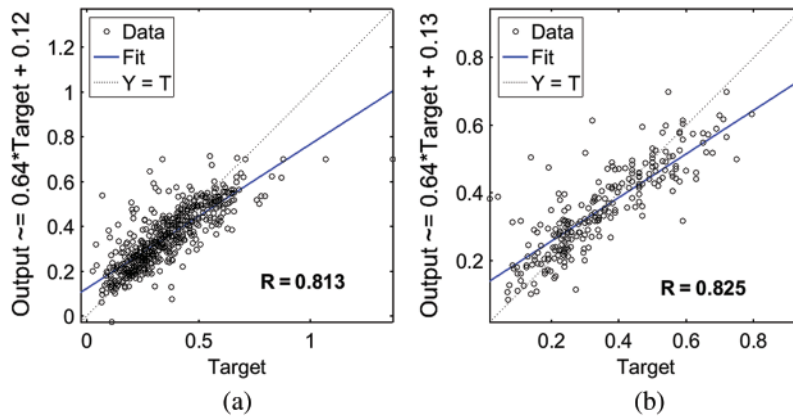 Output ~= 0.64*Target + 0.12
1.2
1
0.8
0.6
0.4
0.2
0
Data
Fit
Y = T
R = 0.813
0
0.5
1
Target
(a)
Output ~= 0.64*Target + 0.13
0.8
0.6
0.4
0.2
Data
Fit
Y = T
R = 0.825
0.2
0.4
0.6
0.8
Target
(b)